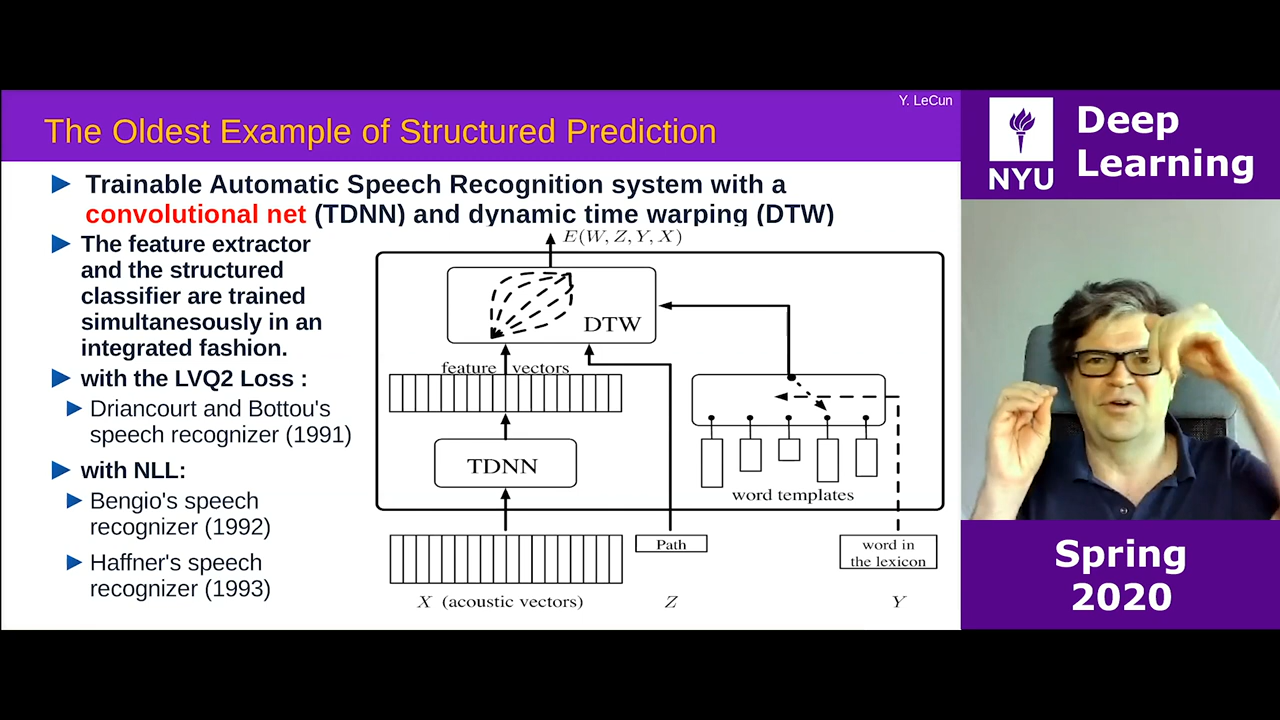 Y. LeCun
The Oldest Example of Structured Prediction
Trainable Automatic Speech Recognition system with a
convolutional net (TDNN) and dynamic time warping (DTW)
The feature extractor
and the structured
classifier are trained
simultanesously in an
integrated fashion.
with the LVQ2 Loss :
Driancourt and Bottou's
speech recognizer (1991)
with NLL:
Bengio's speech
recognizer (1992)
Haffner's speech
recognizer (1993)
E(W, Z, Y, X)
DTW
feature vectors
TDNN
word templates
Path
word in
the lexicon
X (acoustic vectors)
Z
Y
NYU
Deep
Learning
Spring
2020